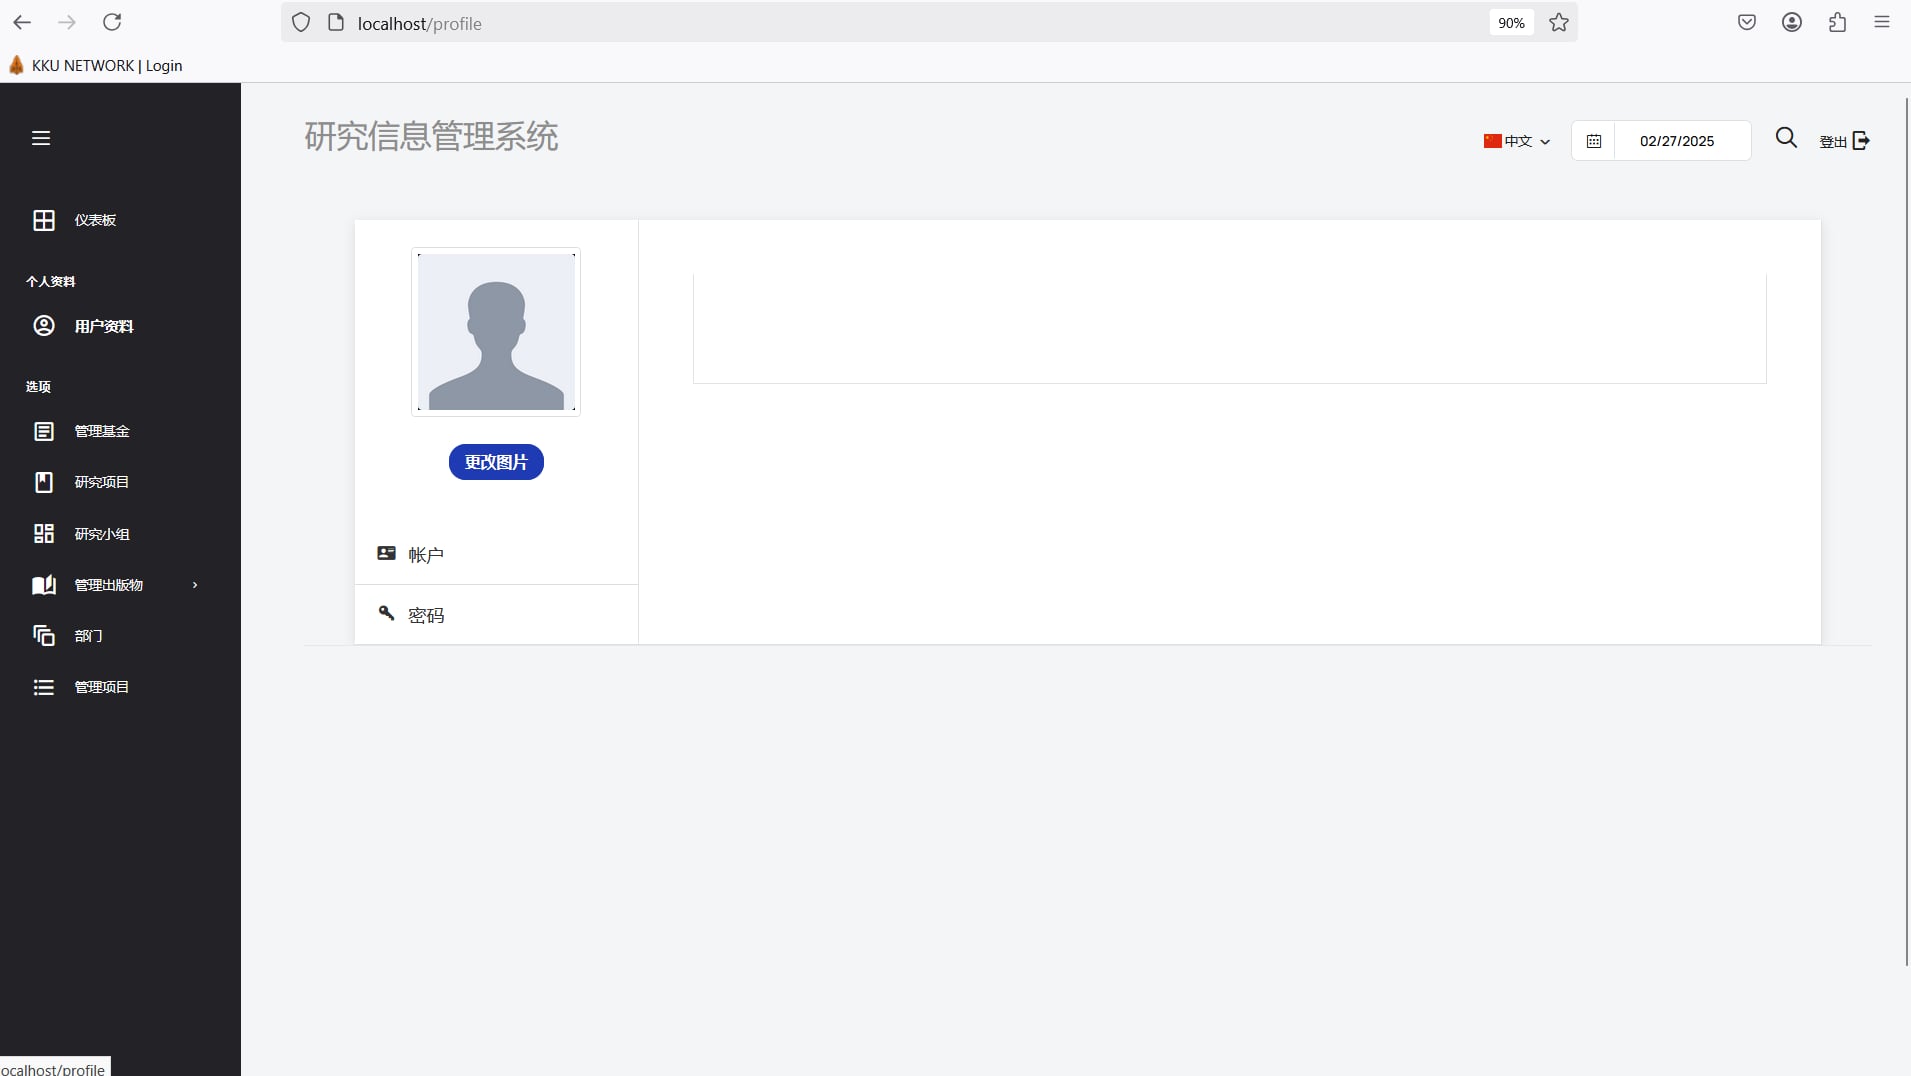 localhost/profile
90%
KKU NETWORK | Login
研究信息管理系统
中文
02/27/2025
登出
仪表板
个人资料
用户资料
选项
管理基金
研究项目
研究小组
管理出版物
部门
管理项目
更改图片
帐户
密码
ocalhost/profile